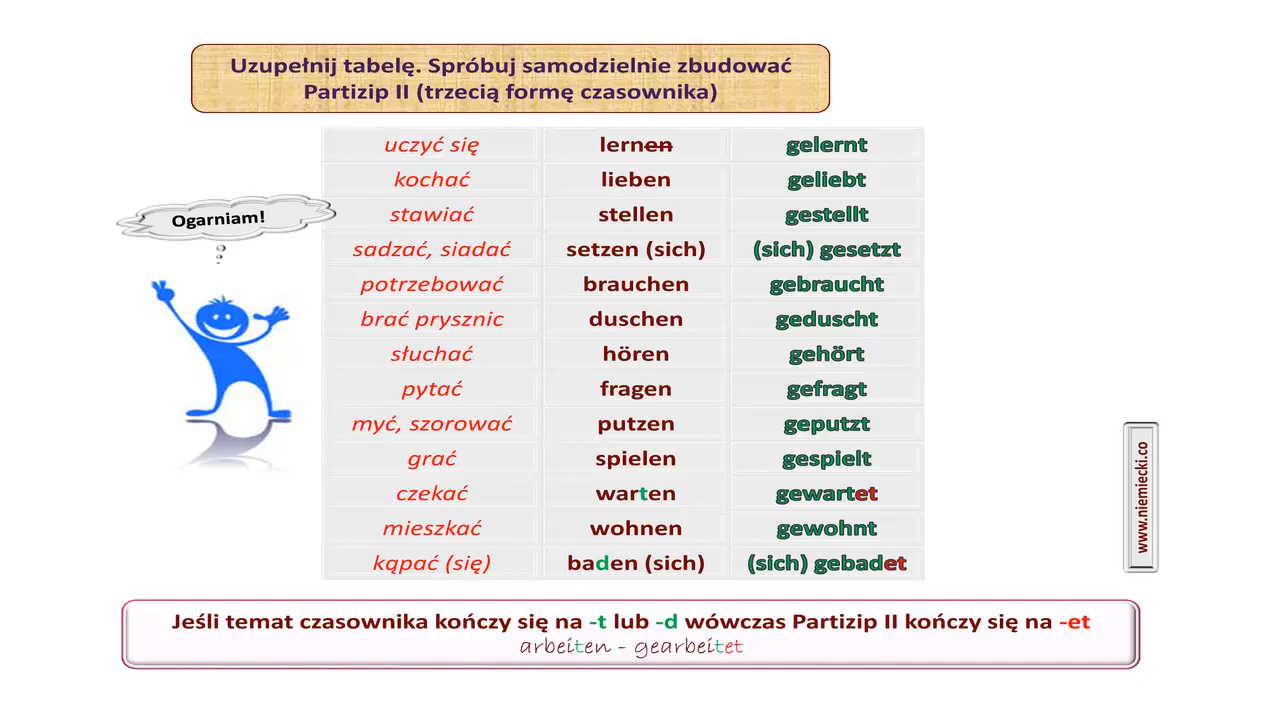 Uzupełnij tabelę. Spróbuj samodzielnie zbudować
Partizip II (trzecią formę czasownika)
uczyć się lernen gelernt
kochać lieben geliebt
Ogarniam!
stawiać stellen gestellt
sadzać, siadać setzen (sich) (sich) gesetzt
potrzebować brauchen gebraucht
brać prysznic duschen geduscht
słuchać hören gehört
pytać fragen gefragt
myć, szorować putzen geputzt
grać spielen gespielt
czekać warten gewartet
mieszkać wohnen gewohnt
kąpać (się) baden (sich) (sich) gebadet
www.niemiecki.co
Jeśli temat czasownika kończy się na -t lub -d wówczas Partizip II kończy się na -et
arbeiten - gearbeitet